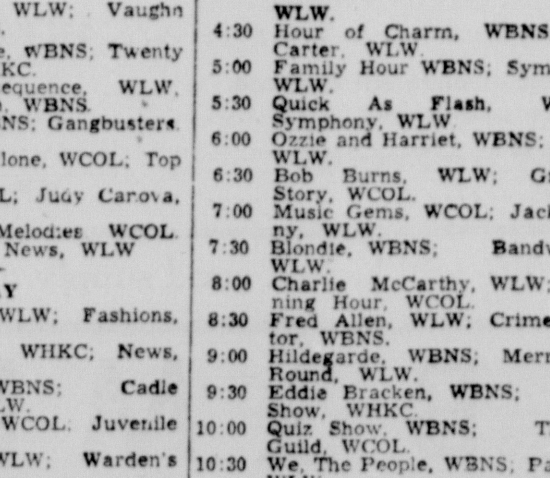 WLW; Vaughn
WBNS; Twenty
KC.
equence, WLW,
WBNS.
NS; Gangbusters.
lone, WCOL; Top
L; Judy Canova,
Melodies WCOL.
News, WLW
Y
WLW; Fashions,
WHKC; News,
WBNS; Cadle
LW.
WCOL. Juvenile
WLW; Warden's
WLW.
4:30 Hour of Charm, WBNS
Carter, WLW.
5:00 Family Hour WBNS; Sym
WLW.
5:30 Quick As Flash, W
Symphony, WLW
6:00 Ozzie and Harriet, WBNS;
WLW.
6:30 Bob Burns, WLW; G
Story, WCOL.
7:00 Music Gems, WCOL; Jac
ny, WLW.
7:30 Blondie, WBNS; Bandw
WLW.
8:00 Charlie McCarthy, WLW;
ning Hour, WCOL.
8:30 Fred Allen, WLW; Crime
tor, WBNS.
9:00 Hildegarde, WBNS; Merr
Round, WLW.
9:30 Eddie Bracken, WBNS;
Show, WHKC.
10:00 Quiz Show, WBNS; T
Guild, WCOL.
10:30 We, The People, WBNS; Pa